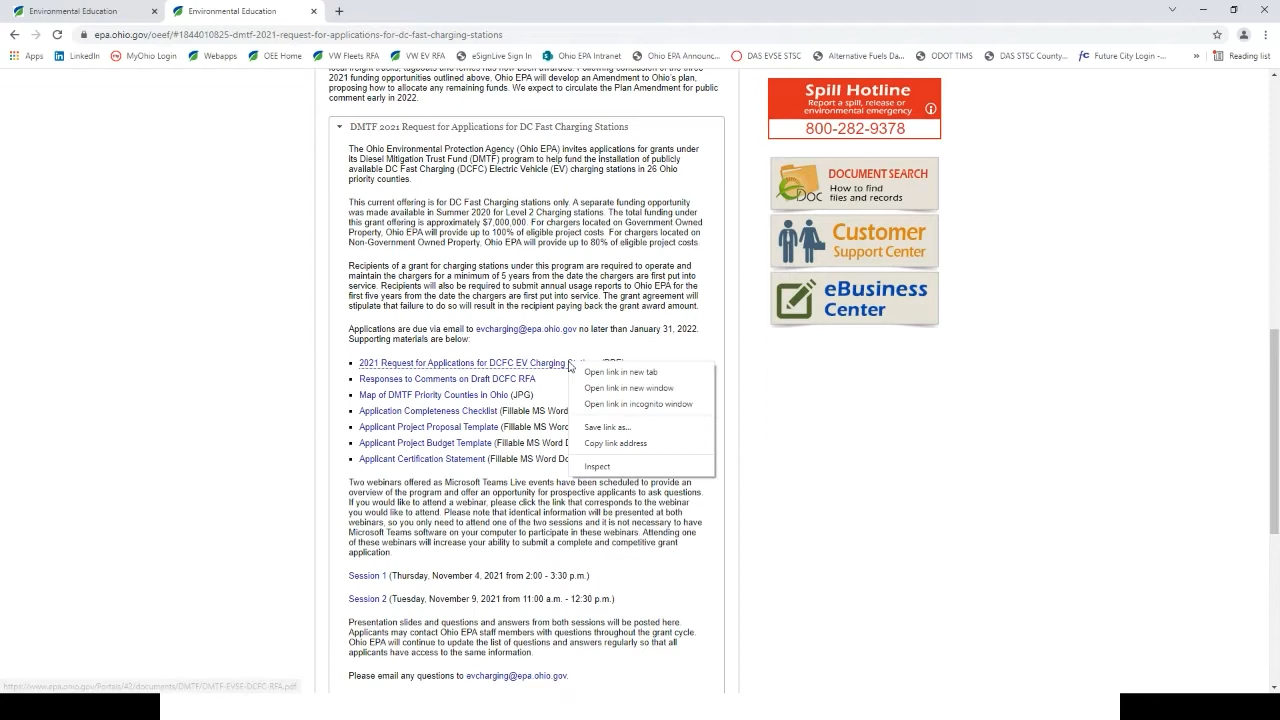 Environmental Education
Environmental Education
epa.ohio.gov/oeef/#1844010825-dmtf-2021-request-for-applications-for-dc-fast-charging-stations
Apps
LinkedIn
MyOhio Login
Webapps
OEE Home
VW Fleets RFA
VW EV RFA
eSignLive Sign In
Ohio EPA Intranet
Ohio EPA Announc...
DAS EVSE STSC
Alternative Fuels Da...
ODOT TIMS
DAS STSC County...
Future City Login -...
»
Reading list
2021 funding opportunities outlined above, Ohio EPA will develop an Amendment to Ohio's plan,
proposing how to allocate any remaining funds. We expect to circulate the Plan Amendment for public
comment early in 2022.
DMTF 2021 Request for Applications for DC Fast Charging Stations
The Ohio Environmental Protection Agency (Ohio EPA) invites applications for grants under
its Diesel Mitigation Trust Fund (DMTF) program to help fund the installation of publicly
available DC Fast Charging (DCFC) Electric Vehicle (EV) charging stations in 26 Ohio
priority counties.
This current offering is for DC Fast Charging stations only. A separate funding opportunity
was made available in Summer 2020 for Level 2 Charging stations. The total funding under
this grant offering is approximately $7,000,000. For chargers located on Government Owned
Property, Ohio EPA will provide up to 100% of eligible project costs. For chargers located on
Non-Government Owned Property, Ohio EPA will provide up to 80% of eligible project costs.
Recipients of a grant for charging stations under this program are required to operate and
maintain the chargers for a minimum of 5 years from the date the chargers are first put into
service. Recipients will also be required to submit annual usage reports to Ohio EPA for the
first five years from the date the chargers are first put into service. The grant agreement will
stipulate that failure to do so will result in the recipient paying back the grant award amount.
Applications are due via email to evcharging@epa.ohio.gov no later than January 31, 2022.
Supporting materials are below:
2021 Request for Applications for DCFC EV Charging
Responses to Comments on Draft DCFC RFA
Map of DMTF Priority Counties in Ohio (JPG)
Application Completeness Checklist (Fillable MS Word
Applicant Project Proposal Template (Fillable MS Word
Applicant Project Budget Template (Fillable MS Word D
Applicant Certification Statement (Fillable MS Word Do
Open link in new tab
Open link in new window
Open link in incognito window
Save link as...
Copy link address
Inspect
Two webinars offered as Microsoft Teams Live events have been scheduled to provide an
overview of the program and offer an opportunity for prospective applicants to ask questions.
If you would like to attend a webinar, please click the link that corresponds to the webinar
you would like to attend. Please note that identical information will be presented at both
webinars, so you only need to attend one of the two sessions and it is not necessary to have
Microsoft Teams software on your computer to participate in these webinars. Attending one
of these webinars will increase your ability to submit a complete and competitive grant
application.
Session 1 (Thursday, November 4, 2021 from 2:00 - 3:30 p.m.)
Session 2 (Tuesday, November 9, 2021 from 11:00 a.m. - 12:30 p.m.)
Presentation slides and questions and answers from both sessions will be posted here.
Applicants may contact Ohio EPA staff members with questions throughout the grant cycle.
Ohio EPA will continue to update the list of questions and answers regularly so that all
applicants have access to the same information.
Please email any questions to evcharging@epa.ohio.gov.
Spill Hotline
Report a spill, release or
environmental emergency
800-282-9378
DOC
DOCUMENT SEARCH
How to find
files and records
Customer
Support Center
eBusiness
Center
https://www.epa.ohio.gov/Portals/42/documents/DMTF/DMTF-EVSE-DCFC-RFA.pdf